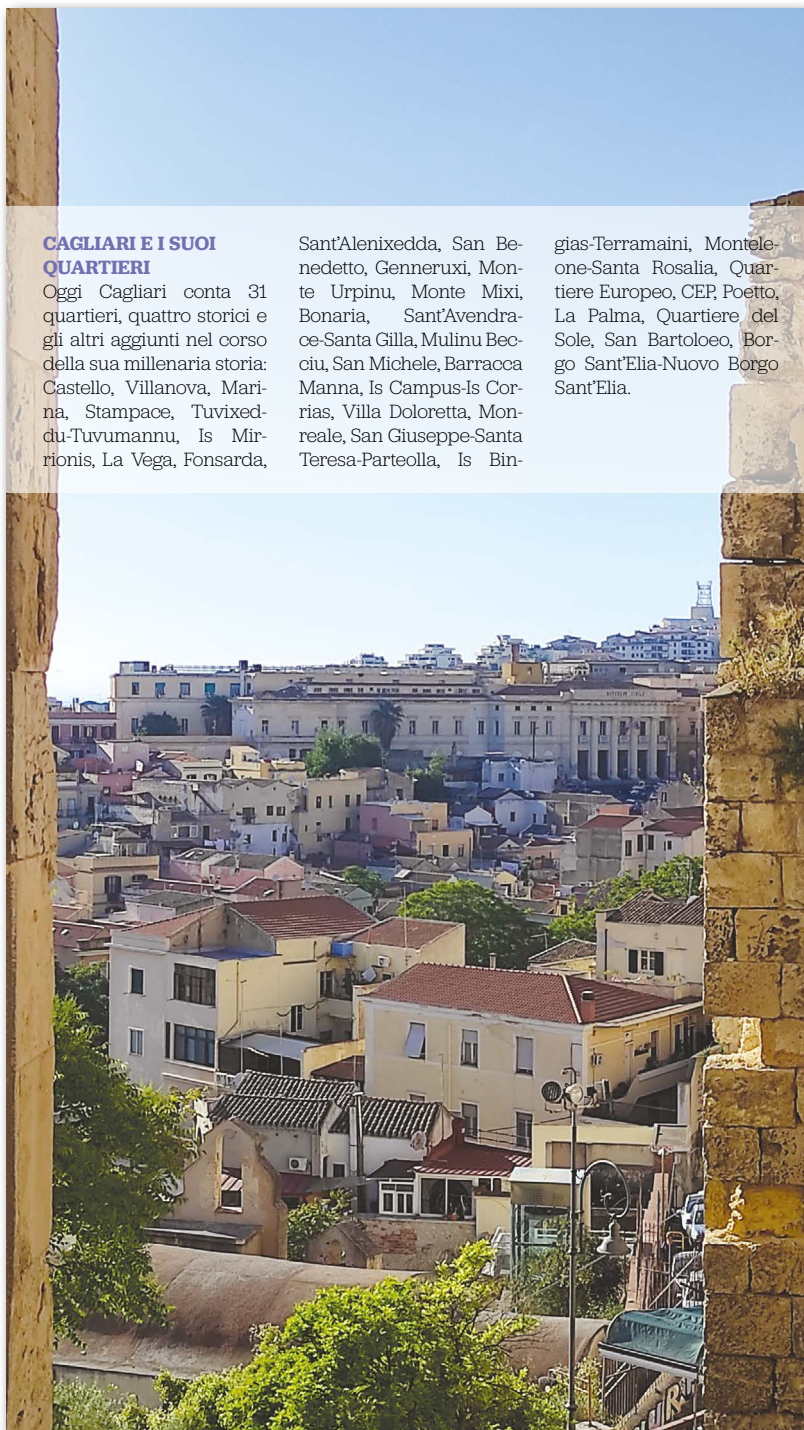 CAGLIARI E I SUOI
QUARTIERI
Oggi Cagliari conta 31
quartieri, quattro storici e
gli altri aggiunti nel corso
della sua millenaria storia:
Castello, Villanova, Mari-
na, Stampace, Tuvixed-
du-Tuvumannu, Is Mir-
rionis, La Vega, Fonsarda,
Sant'Alenixedda, San Be-
nedetto, Genneruxi, Mon-
te Urpinu, Monte Mixi,
Bonaria, Sant'Avendra-
ce-Santa Gilla, Mulinu Bec-
ciu, San Michele, Barracca
Manna, Is Campus-Is Cor-
rias, Villa Doloretta, Mon-
reale, San Giuseppe-Santa
Teresa-Parteolla, Is Bin-
gias-Terramaini, Montele-
one-Santa Rosalia, Quar-
tiere Europeo, CEP, Poetto,
La Palma, Quartiere del
Sole, San Bartoloeo, Bor-
go Sant'Elia-Nuovo Borgo
Sant'Elia.